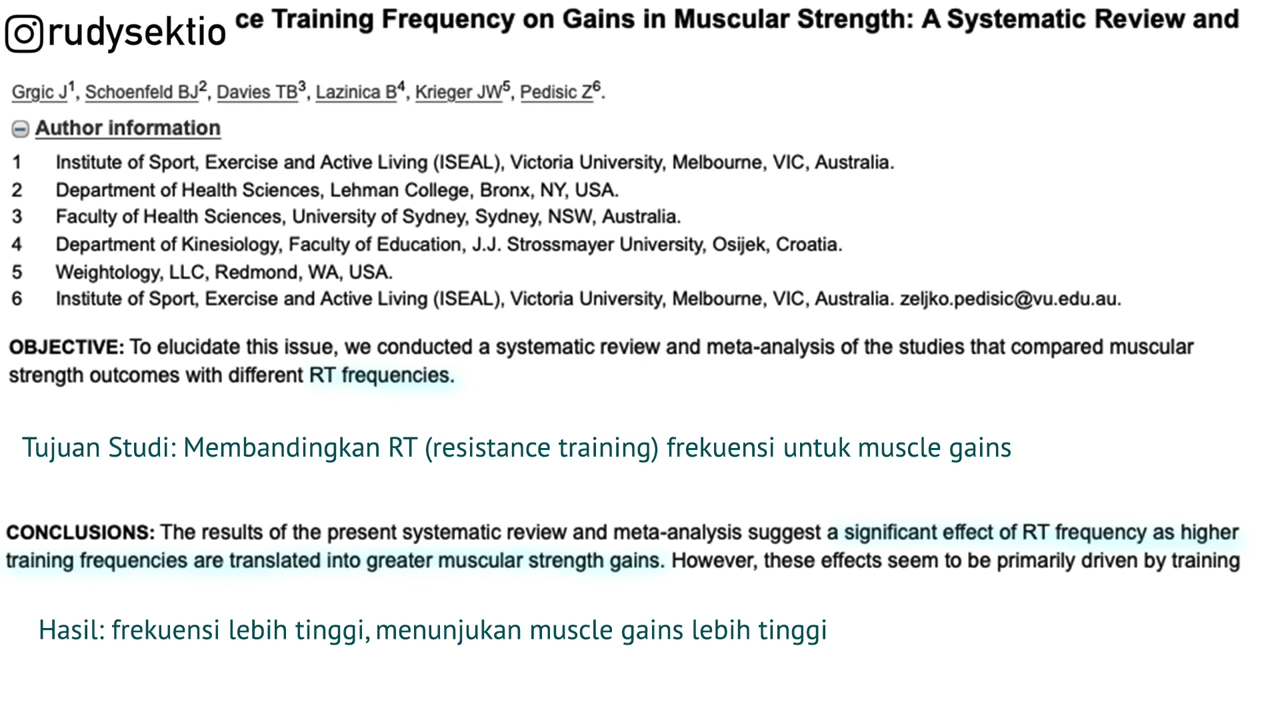 rudysektio
ce Training Frequency on Gains in Muscular Strength: A Systematic Review and
Grgic J1, Schoenfeld BJ2, Davies TB3, Lazinica B4, Krieger JW5, Pedisic Z6.
Author information
1 Institute of Sport, Exercise and Active Living (ISEAL), Victoria University, Melbourne, VIC, Australia.
2 Department of Health Sciences, Lehman College, Bronx, NY, USA.
3 Faculty of Health Sciences, University of Sydney, Sydney, NSW, Australia.
4 Department of Kinesiology, Faculty of Education, J.J. Strossmayer University, Osijek, Croatia.
5 Weightology, LLC, Redmond, WA, USA.
6 Institute of Sport, Exercise and Active Living (ISEAL), Victoria University, Melbourne, VIC, Australia. zeljko.pedisic@vu.edu.au.
OBJECTIVE: To elucidate this issue, we conducted a systematic review and meta-analysis of the studies that compared muscular
strength outcomes with different RT frequencies.
Tujuan Studi: Membandingkan RT (resistance training) frekuensi untuk muscle gains
CONCLUSIONS: The results of the present systematic review and meta-analysis suggest a significant effect of RT frequency as higher
training frequencies are translated into greater muscular strength gains. However, these effects seem to be primarily driven by training
Hasil: frekuensi lebih tinggi, menunjukan muscle gains lebih tinggi